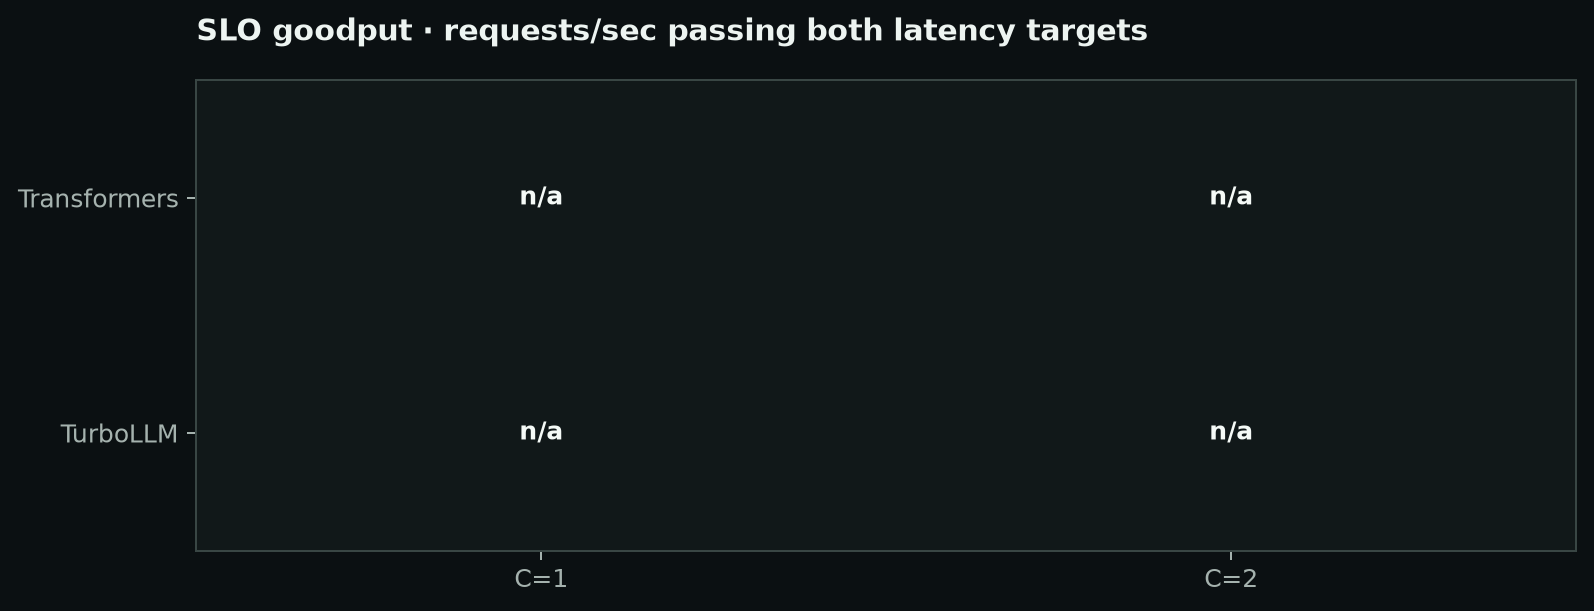 SLO goodput · requests/sec passing both latency targets
Transformers n/a n/a
TurboLLM n/a n/a
C=1 C=2